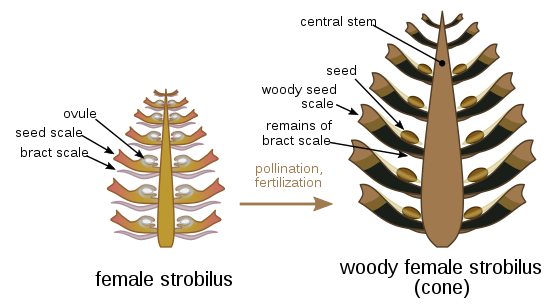 central stem
seed
woody seed
scale
remains of
bract scale
ovule
seed scale
bract scale
pollination,
fertilization
female strobilus
woody female strobilus
(cone)